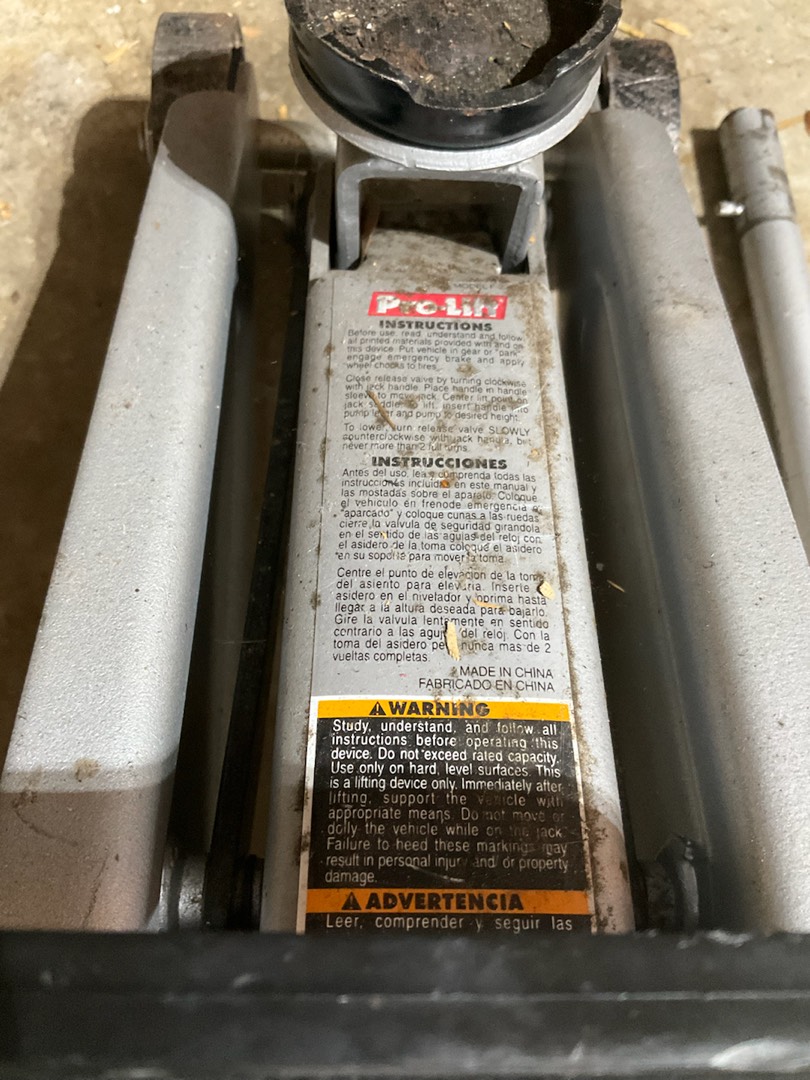 MODEL
Pro-Lift
INSTRUCTIONS
Before use, read, understand and follow
all printed materials provided with and on
this device. Put vehicle in gear or "park"
engage emergency brake and apply
wheel chocks to tires.
Close release valve by turning clockwise
with jack handle. Place handle in handle
sleeve to move jack. Center lift point on
jack saddle to lift, insert handle into
pump lever and pump to desired height.
To lower, turn release valve SLOWLY
counterclockwise with jack handle, but
never more than 2 full turns.
INSTRUCCIONES
Antes del uso, lea y comprenda todas las
instrucciones incluidas en este manual y
las mostadas sobre el aparato. Coloque
el vehiculo en frenode emergencia o
"aparcado" y coloque cunas a las ruedas
cierre la valvula de seguridad girandola
en el sentido de las agujas del reloj con
el asidero de la toma coloque el asidero
en su soporte para mover la toma.
Centre el punto de elevacion de la toma
del asiento para elevarla. Inserte el
asidero en el nivelador y oprima hasta
llegar a la altura deseada para bajarlo.
Gire la valvula lentamente en sentido
contrario a las agujas del reloj. Con la
toma del asidero pero nunca mas de 2
vueltas completas.
MADE IN CHINA
FABRICADO EN CHINA
WARNING
Study, understand, and follow all
instructions before operating this
device. Do not exceed rated capacity.
Use only on hard, level surfaces. This
is a lifting device only. Immediately after
lifting, support the vehicle with
appropriate means. Do not move or
dolly the vehicle while on the jack
Failure to heed these markings may
result in personal injury and/or property
damage.
ADVERTENCIA
Leer, comprender y seguir las